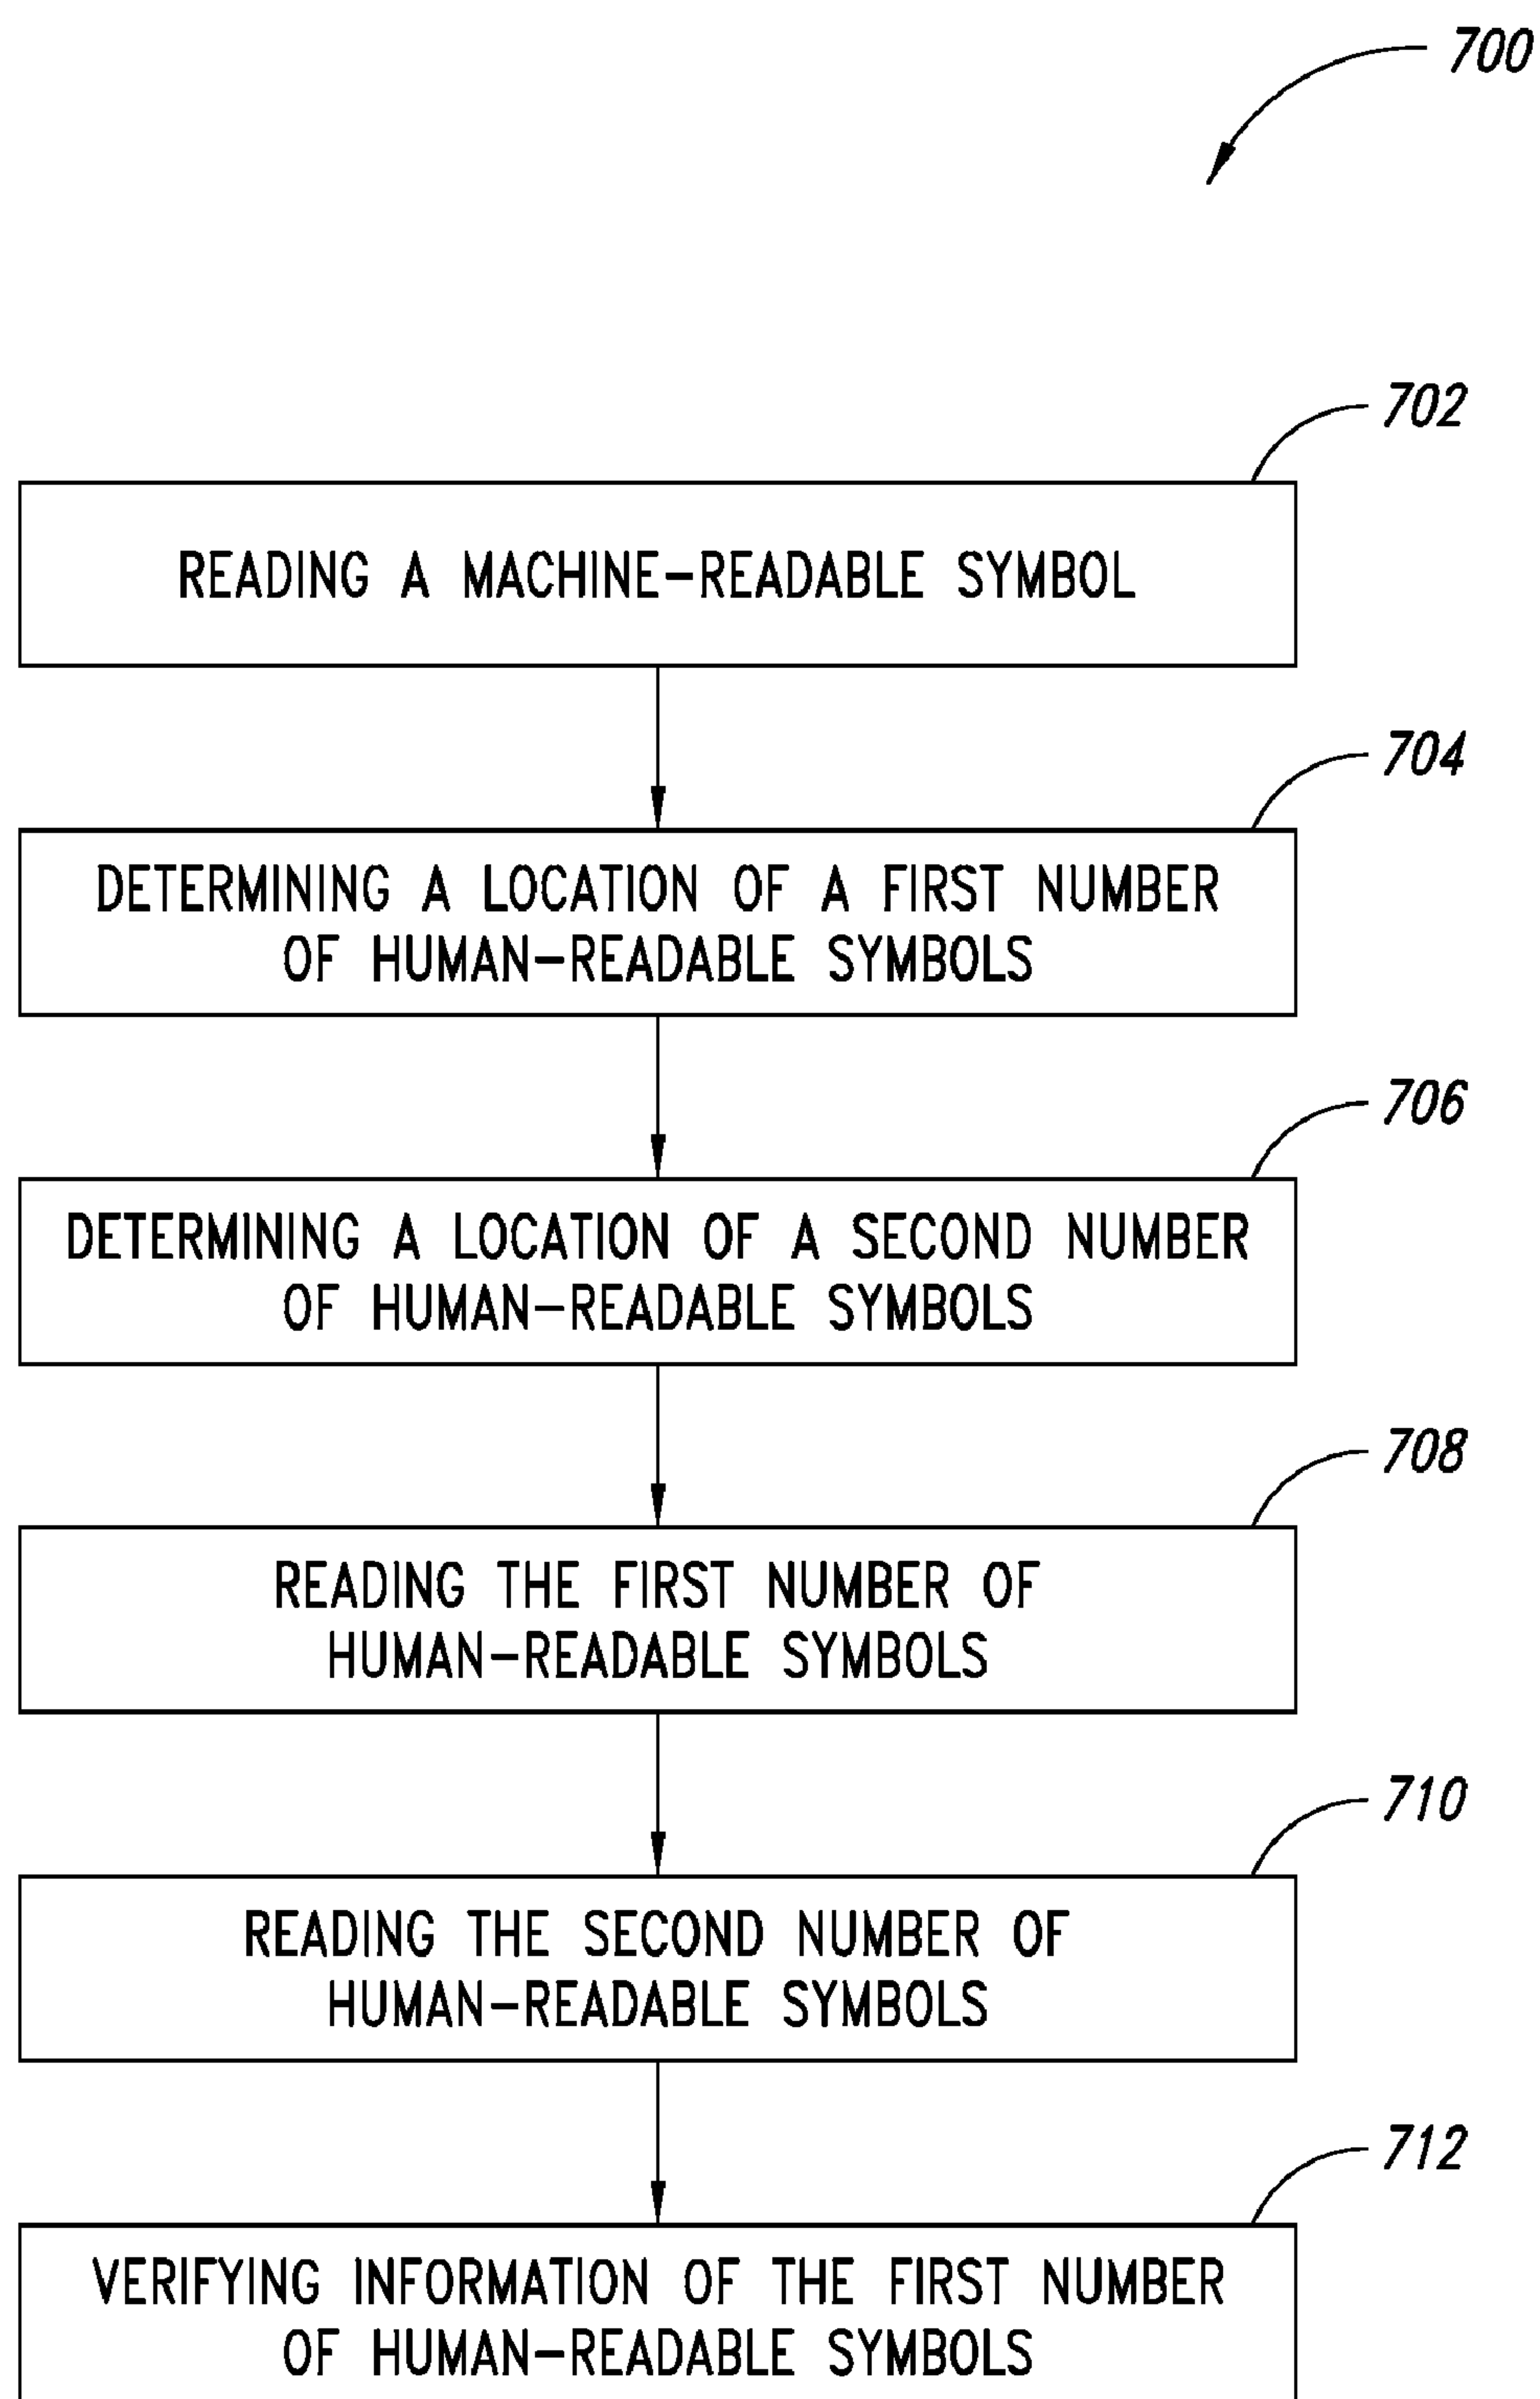 700
702
READING A MACHINE-READABLE SYMBOL
704
DETERMINING A LOCATION OF A FIRST NUMBER
OF HUMAN-READABLE SYMBOLS
706
DETERMINING A LOCATION OF A SECOND NUMBER
OF HUMAN-READABLE SYMBOLS
708
READING THE FIRST NUMBER OF
HUMAN-READABLE SYMBOLS
710
READING THE SECOND NUMBER OF
HUMAN-READABLE SYMBOLS
712
VERIFYING INFORMATION OF THE FIRST NUMBER
OF HUMAN-READABLE SYMBOLS